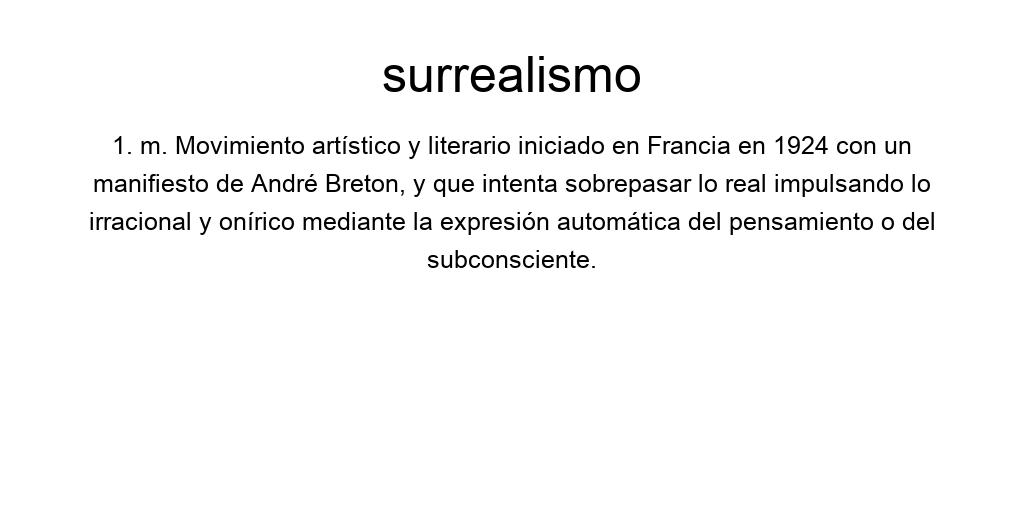 surrealismo
1. m. Movimiento artístico y literario iniciado en Francia en 1924 con un
manifiesto de André Breton, y que intenta sobrepasar lo real impulsando lo
irracional y onírico mediante la expresión automática del pensamiento o del
subconsciente.